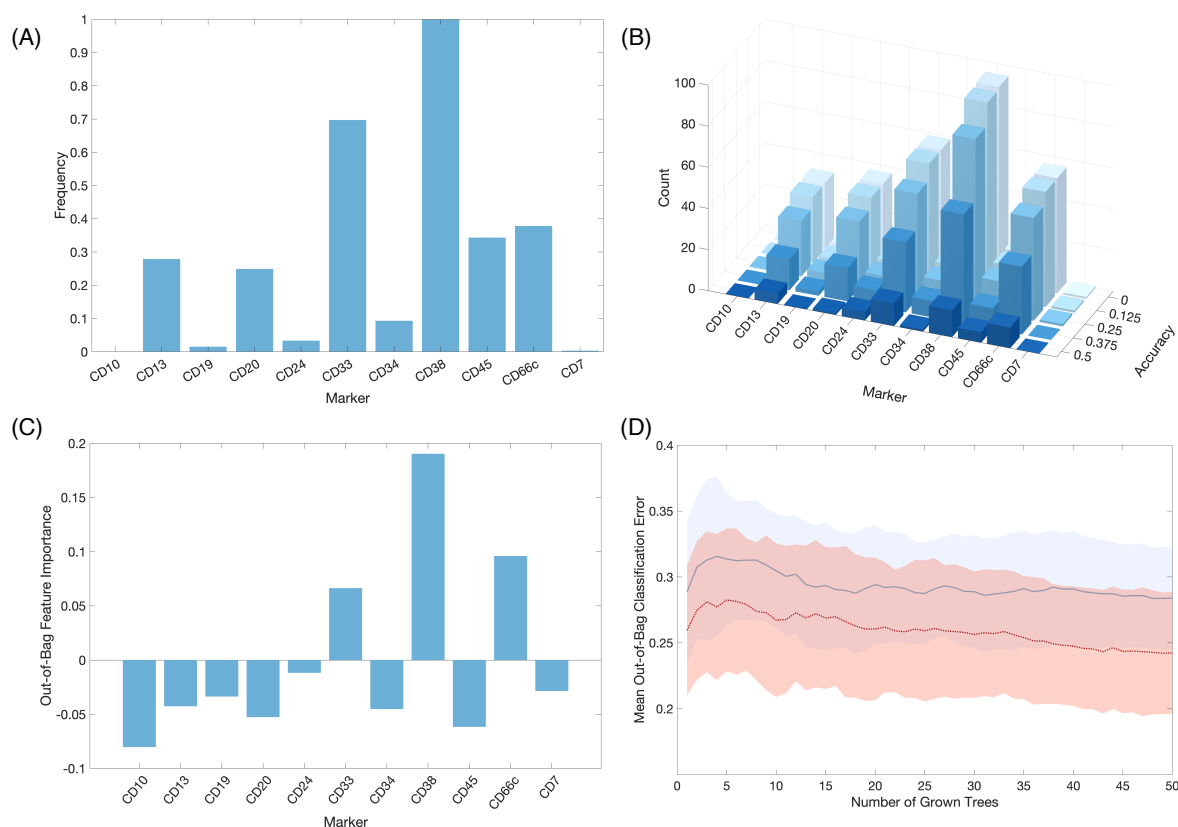 (A)
Frequency
1
0.9
0.8
0.7
0.6
0.5
0.4
0.3
0.2
0.1
0
CD10
CD13
CD19
CD20
CD24
CD33
CD34
CD38
CD45
CD66c
CD7
Marker
(B)
Count
100
80
60
40
20
0
CD10
CD13
CD19
CD20
CD24
CD33
CD34
CD38
CD45
CD66c
CD7
Marker
0
0.125
0.25
0.375
0.5
Accuracy
(C)
Out-of-Bag Feature Importance
0.2
0.15
0.1
0.05
0
-0.05
-0.1
CD10
CD13
CD19
CD20
CD24
CD33
CD34
CD38
CD45
CD66c
CD7
Marker
(D)
Mean Out-of-Bag Classification Error
0.4
0.35
0.3
0.25
0.2
0
5
10
15
20
25
30
35
40
45
50
Number of Grown Trees